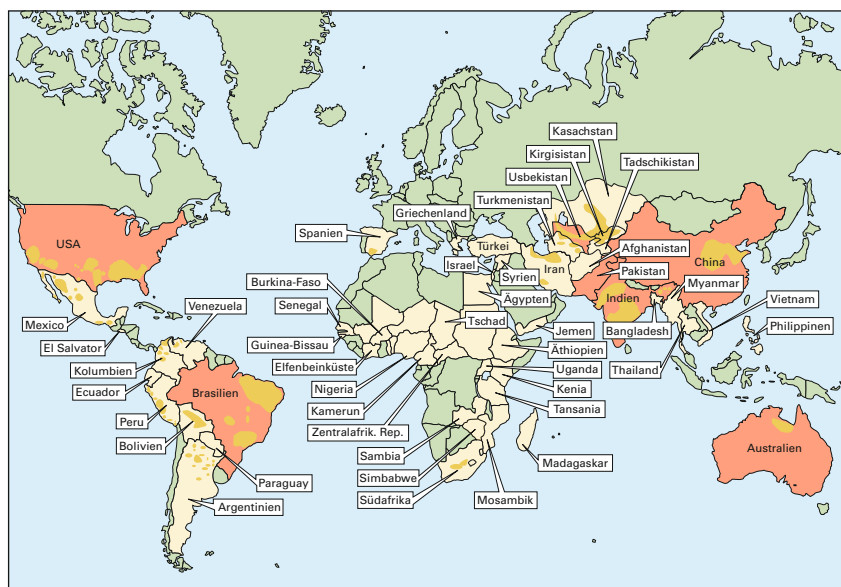 Kasachstan
Kirgisistan
Tadschikistan
Usbekistan
Turkmenistan
Griechenland
Spanien
USA
Türkei
Afghanistan
Israel
Iran
China
Syrien
Pakistan
Burkina-Faso
Myanmar
Ägypten
Indien
Venezuela
Senegal
Vietnam
Mexico
Tschad
Jemen
Bangladesh
Philippinen
El Salvator
Guinea-Bissau
Äthiopien
Thailand
Kolumbien
Elfenbeinküste
Uganda
Ecuador
Nigeria
Kenia
Brasilien
Kamerun
Tansania
Peru
Zentralafrik. Rep.
Bolivien
Sambia
Madagaskar
Australien
Simbabwe
Paraguay
Südafrika
Mosambik
Argentinien